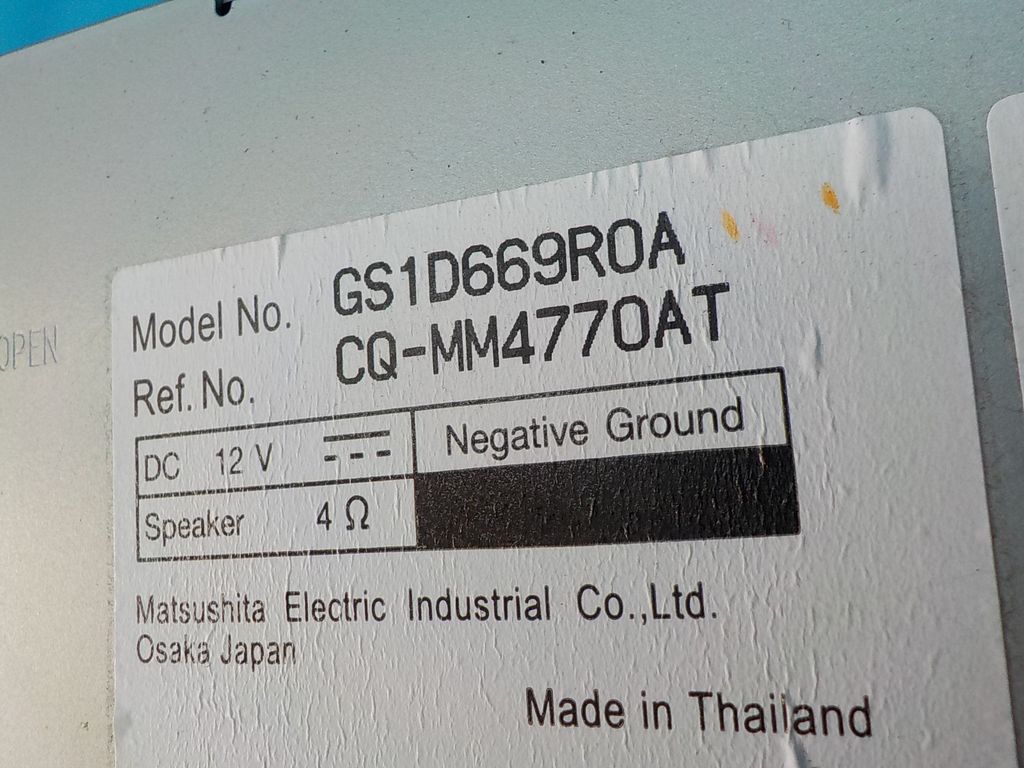 OPEN
Model No. GS1D669R0A
Ref. No. CQ-MM4770AT
DC 12 V
Negative Ground
Speaker 4 Ω
Matsushita Electric Industrial Co.,Ltd.
Osaka Japan
Made in Thailand